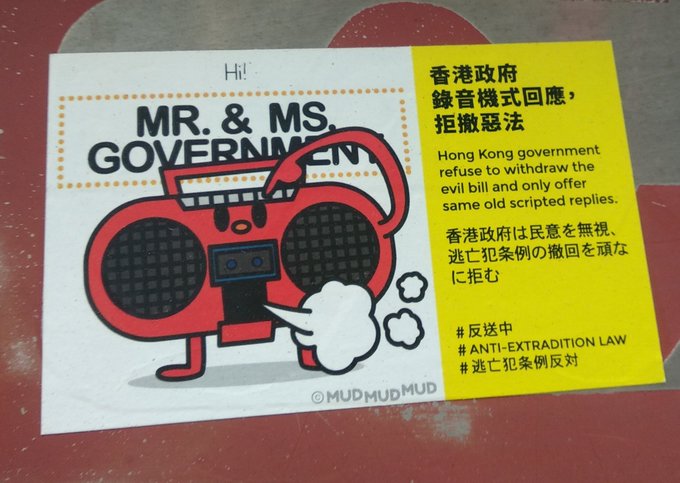 Hi!
MR. & MS.
GOVERNMENT
©MUDMUDMUD
香港政府
錄音機式回應，
拒撤惡法
Hong Kong government
refuse to withdraw the
evil bill and only offer
same old scripted replies.
香港政府は民意を無視、
逃亡犯条例の撤回を頑な
に拒む
#反送中
#ANTI-EXTRADITION LAW
#逃亡犯条例反対